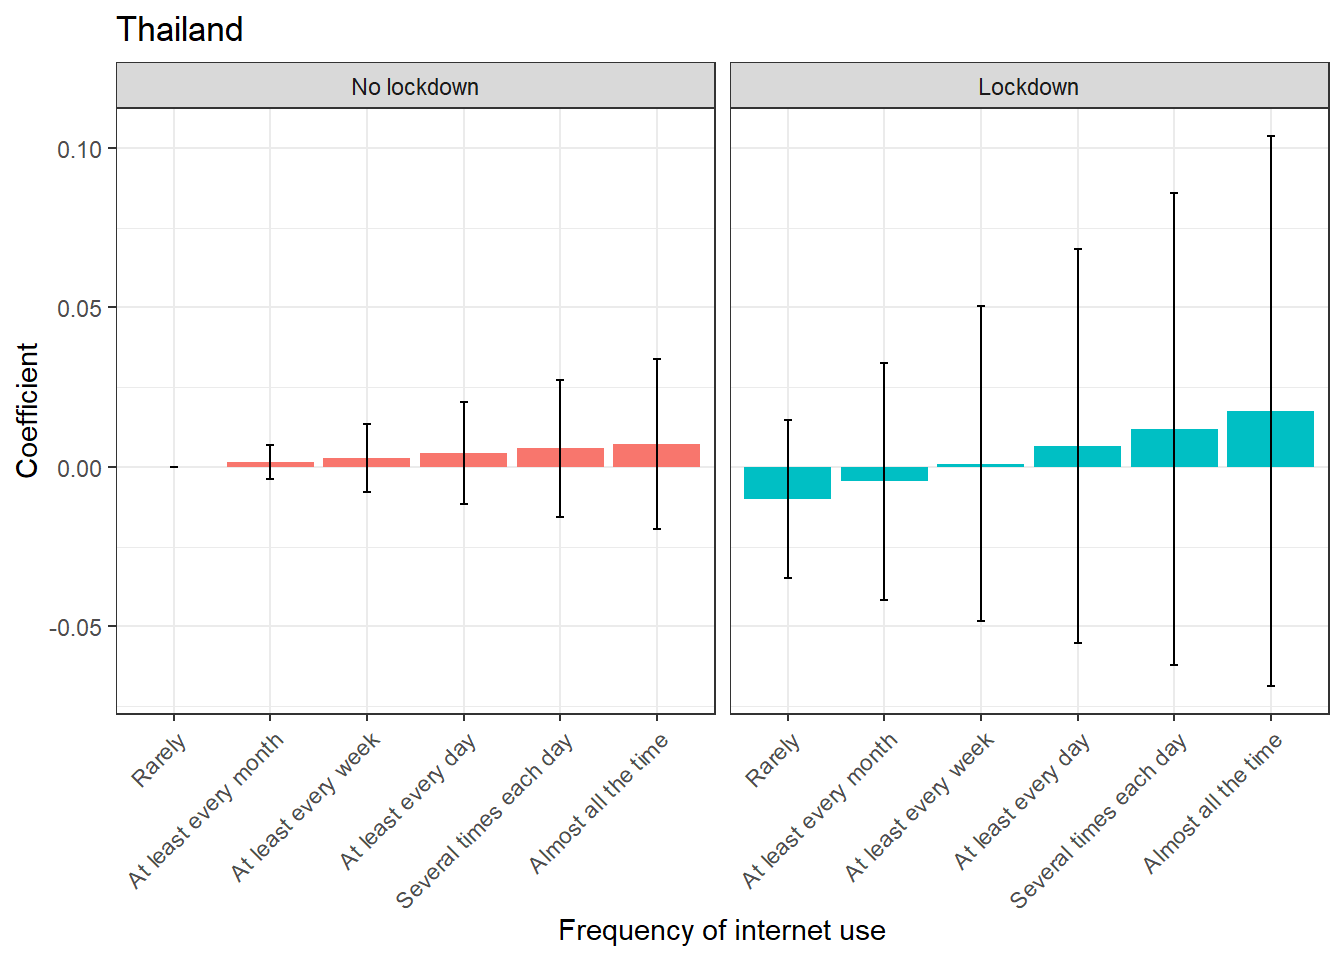 Thailand
No lockdown
Lockdown
0.10
0.05
0.00
-0.05
Coefficient
Rarely
At least every month
At least every week
At least every day
Several times each day
Almost all the time
Rarely
At least every month
At least every week
At least every day
Several times each day
Almost all the time
Frequency of internet use